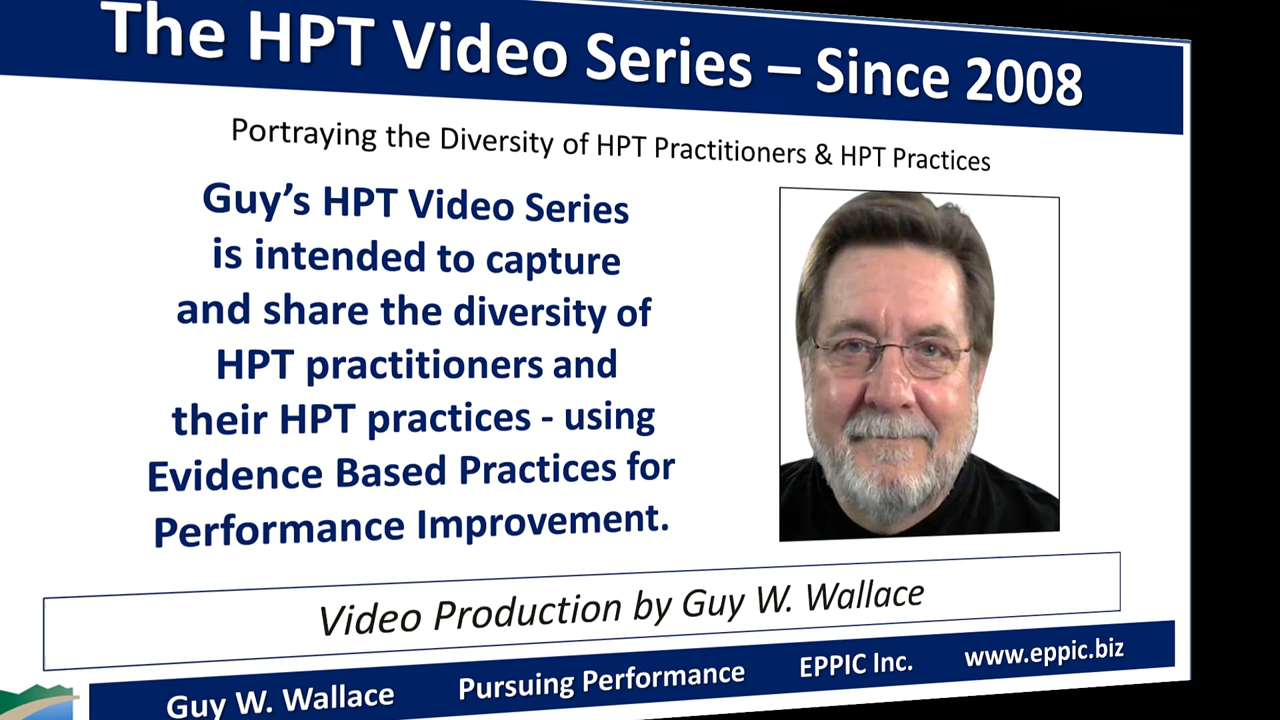 The HPT Video Series – Since 2008
Portraying the Diversity of HPT Practitioners & HPT Practices
Guy’s HPT Video Series
is intended to capture
and share the diversity of
HPT practitioners and
their HPT practices - using
Evidence Based Practices for
Performance Improvement.
Video Production by Guy W. Wallace
Guy W. Wallace Pursuing Performance EPPIC Inc. www.eppic.biz